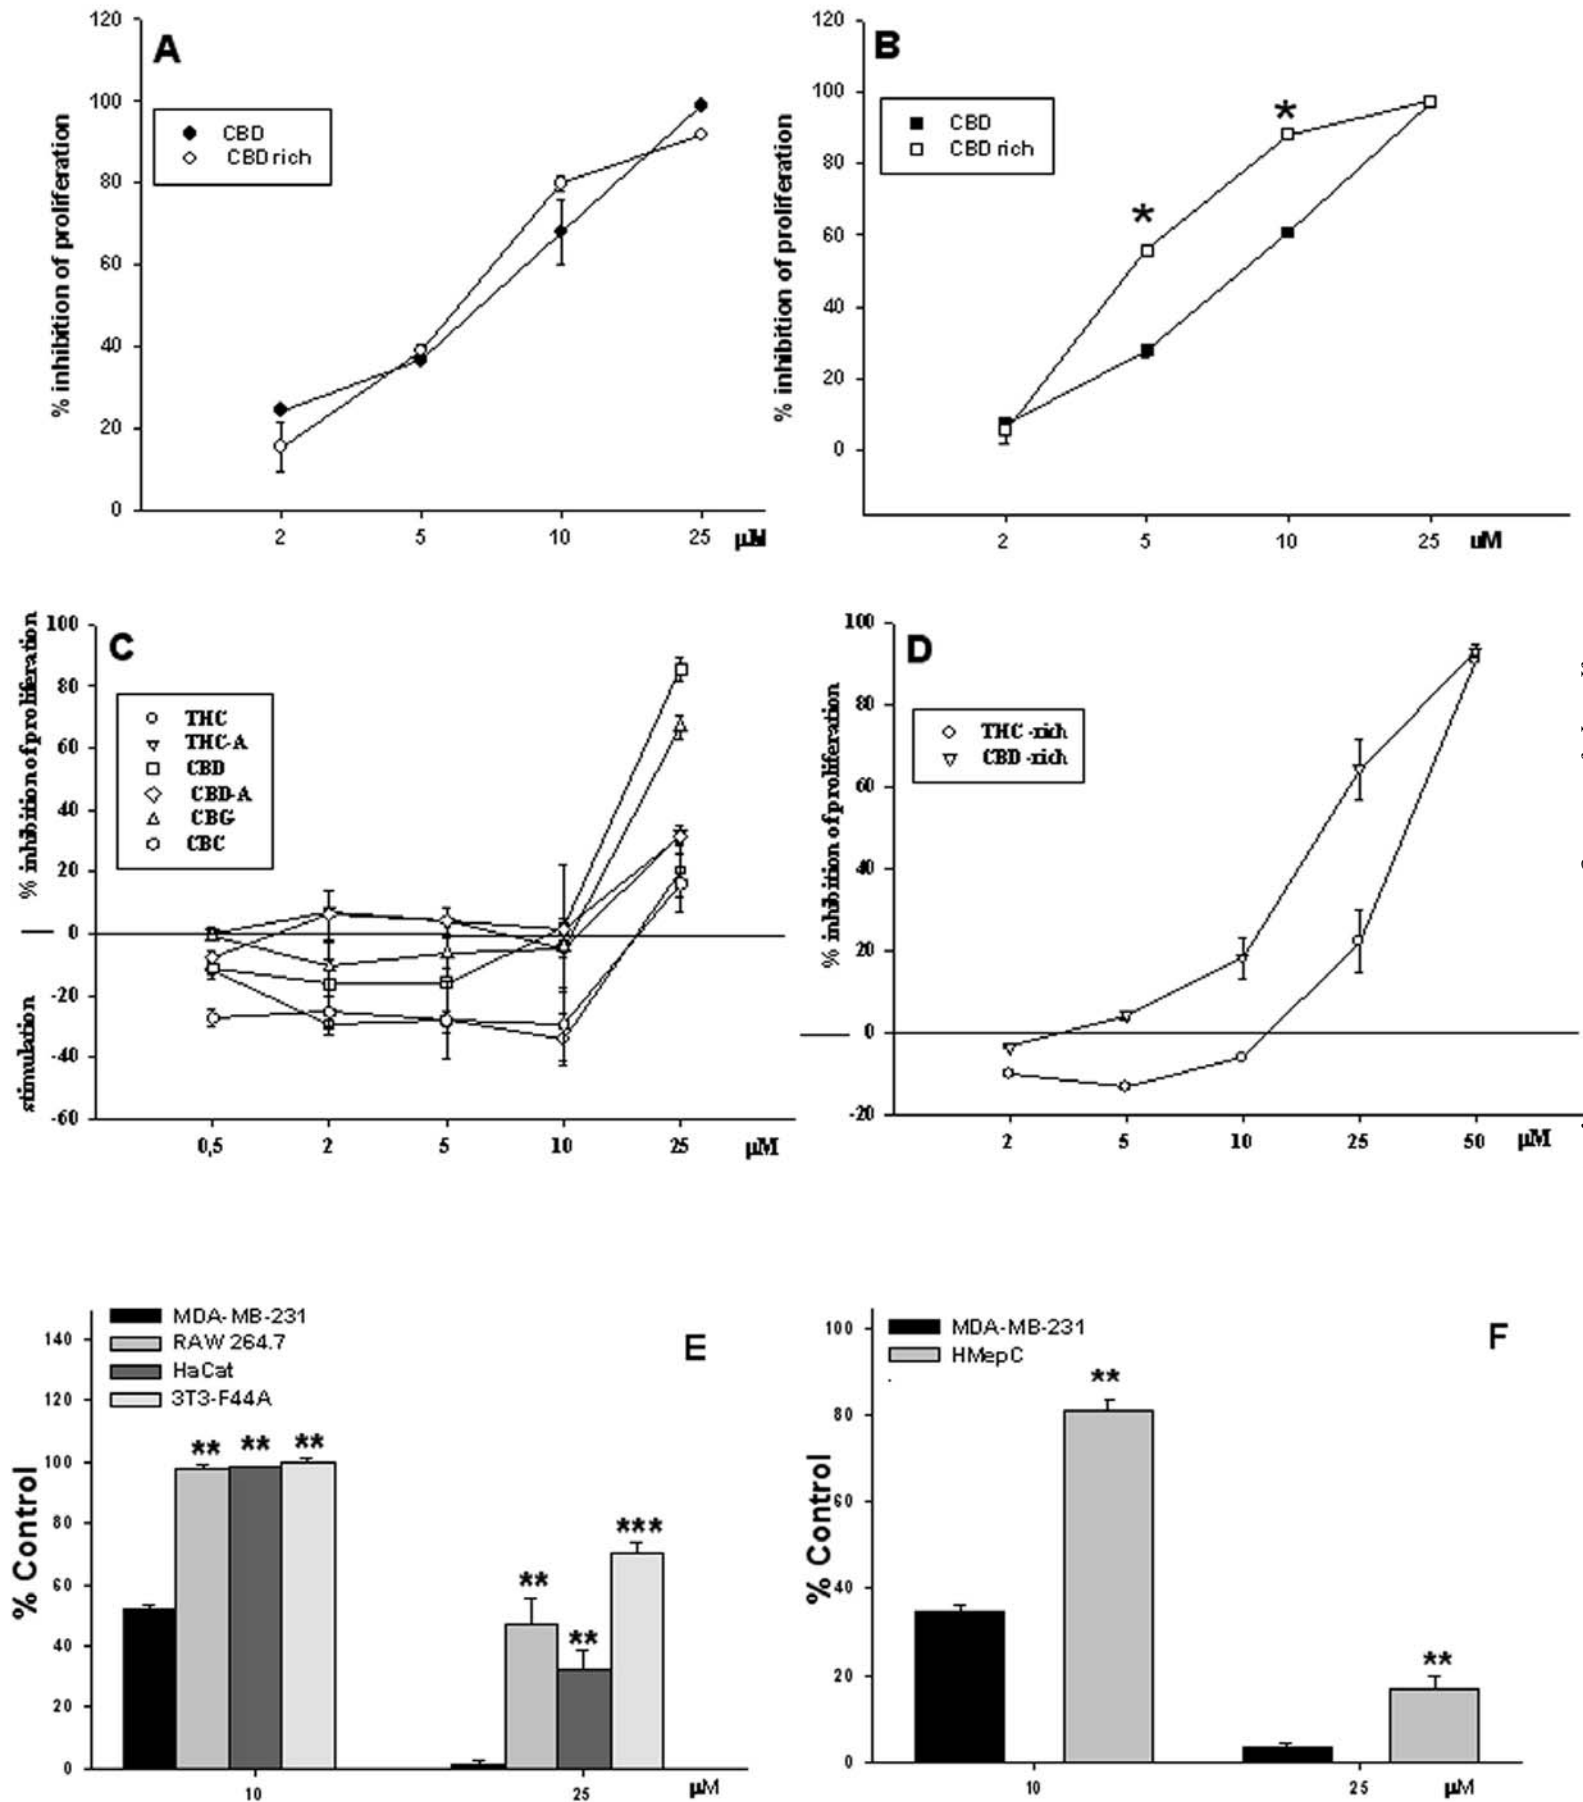 A
% inhibition of proliferation
120
100
80
60
40
20
0
CBD
CBD rich
2 5 10 25 µM
B
% inhibition of proliferation
120
100
80
60
40
20
0
CBD
CBD rich
*
*
2 5 10 25 uM
C
% inhibition of proliferation
stimulation
100
80
60
40
20
0
-20
-40
-60
THC
THC-A
CBD
CBD-A
CBG
CBC
0,5 2 5 10 25 µM
D
% inhibition of proliferation
100
80
60
40
20
0
-20
THC-rich
CBD-rich
2 5 10 25 50 µM
E
% Control
140
120
100
80
60
40
20
0
MDA-MB-231
RAW 264.7
HaCat
3T3-F44A
** ** **
** ** ***
10 25 µM
F
% Control
100
80
60
40
20
0
MDA-MB-231
HMepC
**
**
10 25 µM